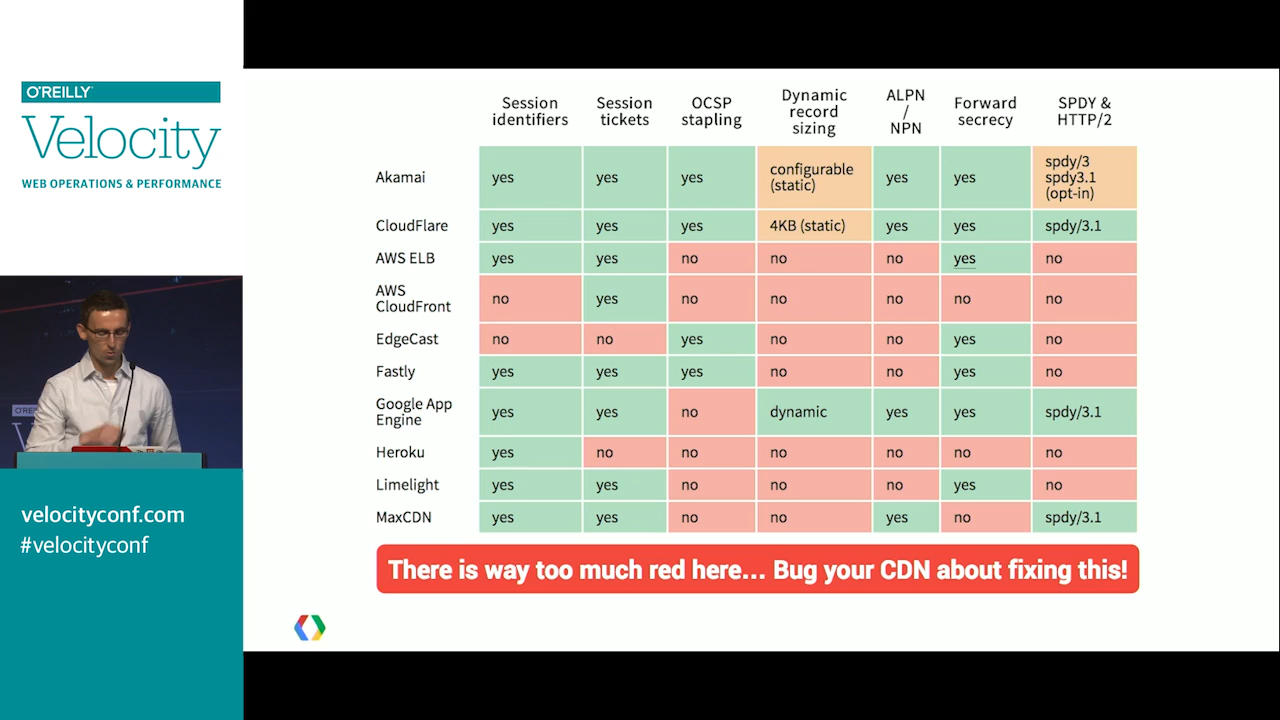 O'REILLY
Velocity
WEB OPERATIONS & PERFORMANCE
O'RE
velocityconf.com
#velocityconf
Session identifiers Session tickets OCSP stapling Dynamic record sizing ALPN / NPN Forward secrecy SPDY & HTTP/2
Akamai yes yes yes configurable (static) yes yes spdy/3 spdy3.1 (opt-in)
CloudFlare yes yes yes 4KB (static) yes yes spdy/3.1
AWS ELB yes yes no no no yes no
AWS CloudFront no yes no no no no no
EdgeCast no no yes no no yes no
Fastly yes yes yes no no yes no
Google App Engine yes yes no dynamic yes yes spdy/3.1
Heroku yes no no no no no no
Limelight yes yes no no no yes no
MaxCDN yes yes no no yes no spdy/3.1
There is way too much red here... Bug your CDN about fixing this!